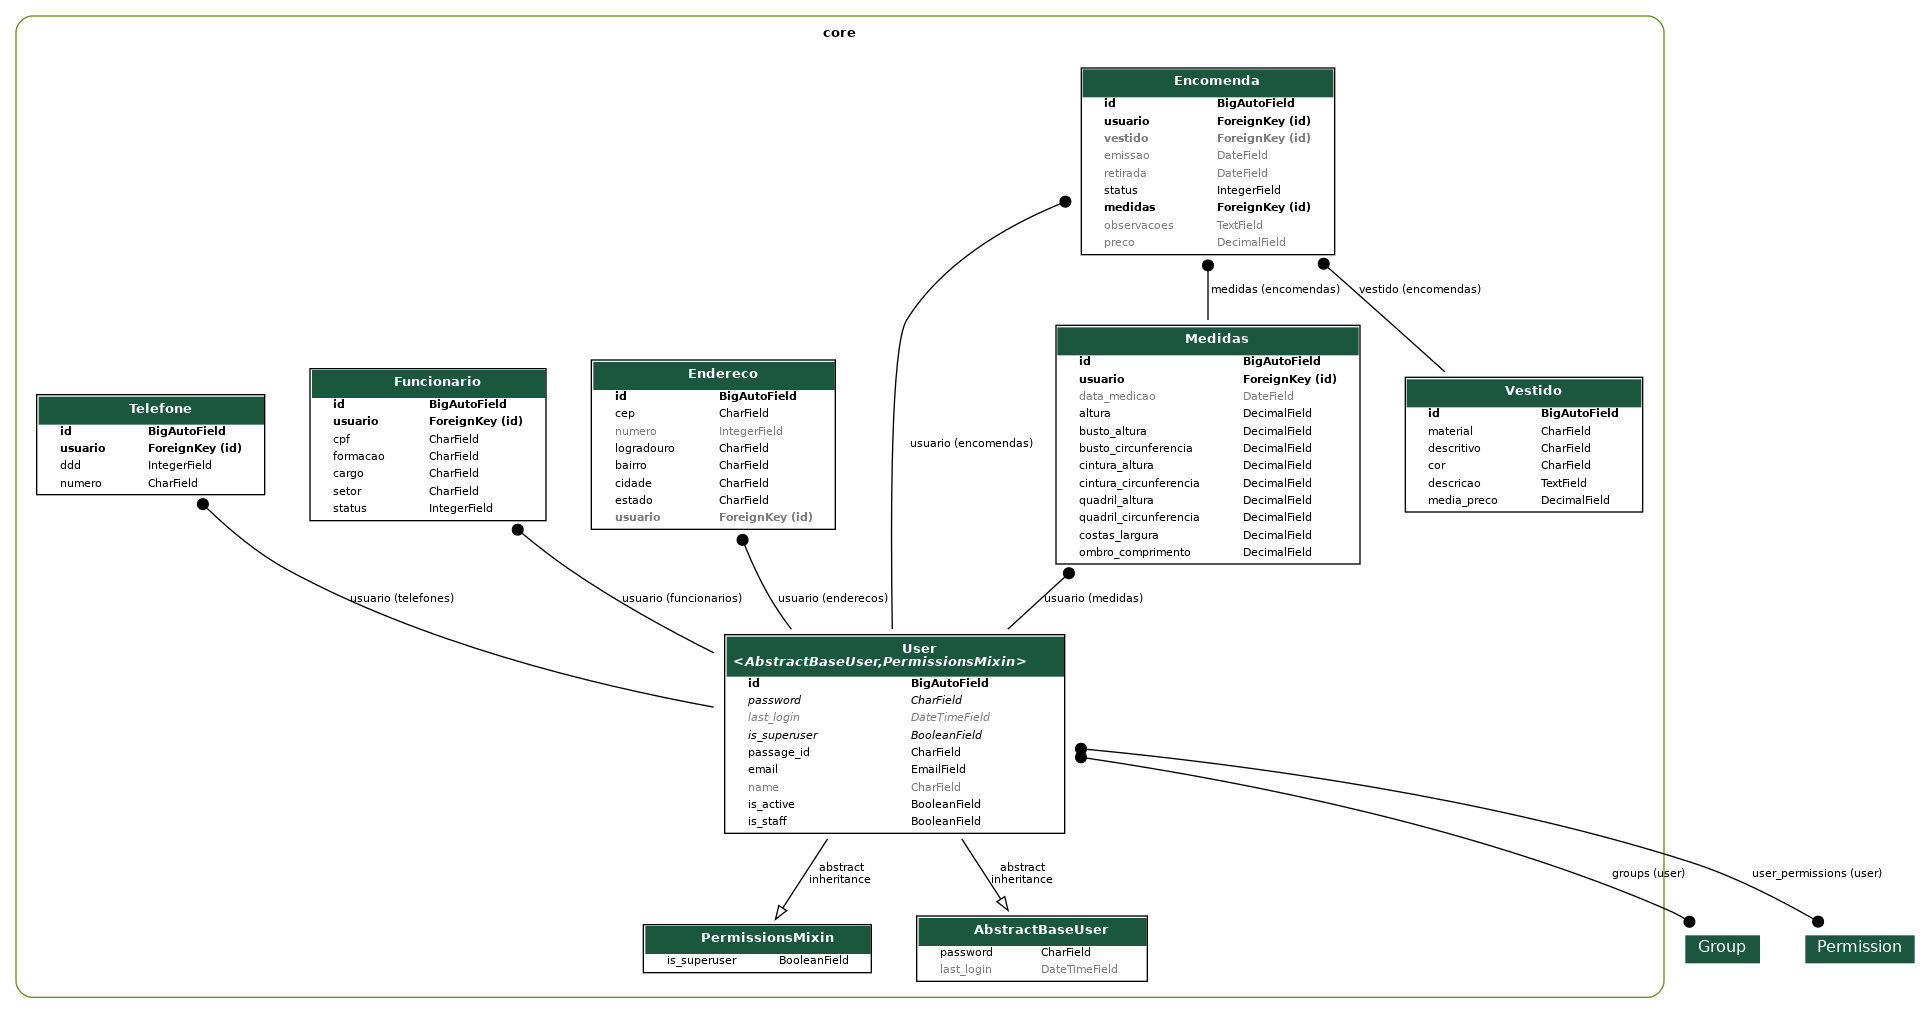 core
Encomenda
id BigAutoField
usuario ForeignKey (id)
vestido ForeignKey (id)
emissao DateField
retirada DateField
status IntegerField
medidas ForeignKey (id)
observacoes TextField
preco DecimalField
medidas (encomendas)
vestido (encomendas)
usuario (encomendas)
Telefone
id BigAutoField
usuario ForeignKey (id)
ddd IntegerField
numero CharField
Funcionario
id BigAutoField
usuario ForeignKey (id)
cpf CharField
formacao CharField
cargo CharField
setor CharField
status IntegerField
Endereco
id BigAutoField
cep CharField
numero IntegerField
logradouro CharField
bairro CharField
cidade CharField
estado CharField
usuario ForeignKey (id)
Medidas
id BigAutoField
usuario ForeignKey (id)
data_medicao DateField
altura DecimalField
busto_altura DecimalField
busto_circunferencia DecimalField
cintura_altura DecimalField
cintura_circunferencia DecimalField
quadril_altura DecimalField
quadril_circunferencia DecimalField
costas_largura DecimalField
ombro_comprimento DecimalField
Vestido
id BigAutoField
material CharField
descritivo CharField
cor CharField
descricao TextField
media_preco DecimalField
usuario (telefones)
usuario (funcionarios)
usuario (enderecos)
usuario (medidas)
User
<AbstractBaseUser,PermissionsMixin>
id BigAutoField
password CharField
last_login DateTimeField
is_superuser BooleanField
passage_id CharField
email EmailField
name CharField
is_active BooleanField
is_staff BooleanField
abstract
inheritance
abstract
inheritance
groups (user)
user_permissions (user)
PermissionsMixin
is_superuser BooleanField
AbstractBaseUser
password CharField
last_login DateTimeField
Group
Permission